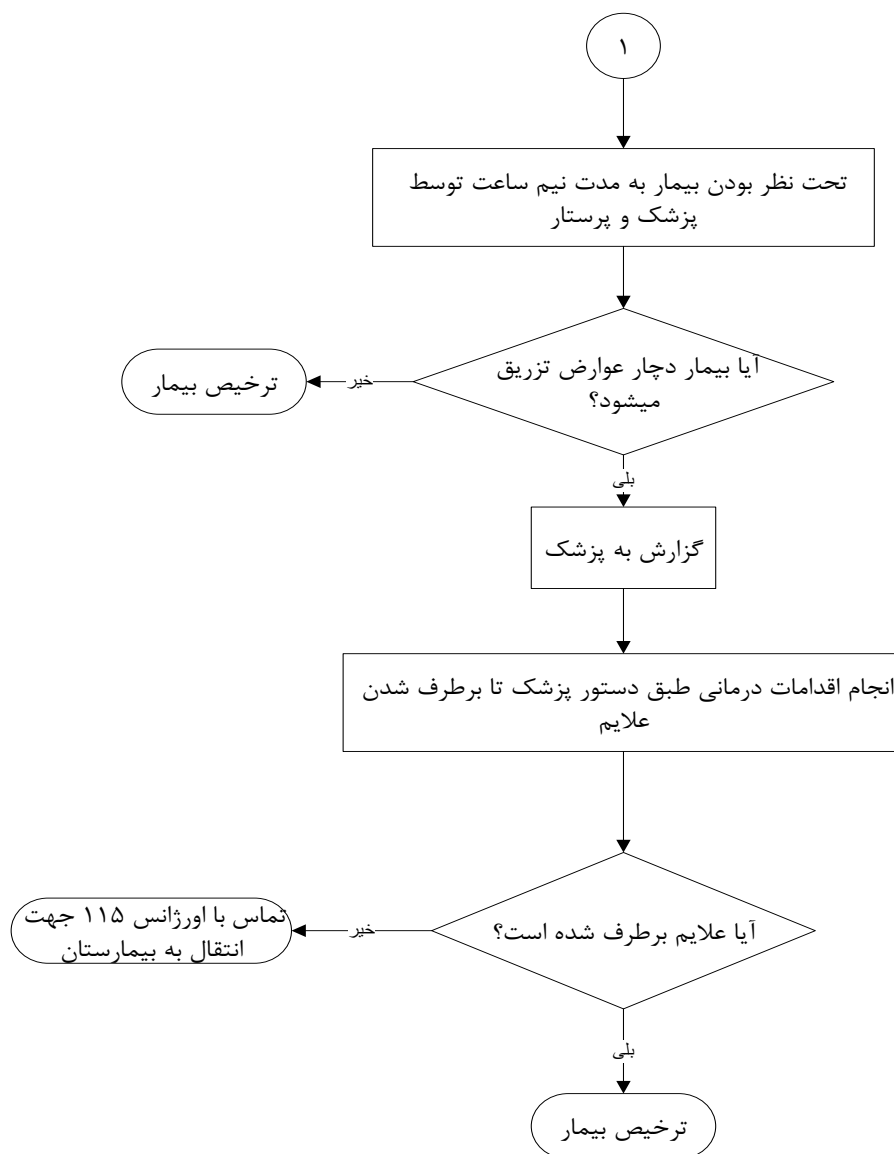 ۱
تحت نظر بودن بیمار به مدت نیم ساعت توسط
پزشک و پرستار
آیا بیمار دچار عوارض تزریق
میشود؟
خیر
ترخیص بیمار
بلی
گزارش به پزشک
انجام اقدامات درمانی طبق دستور پزشک تا برطرف شدن
علایم
آیا علایم برطرف شده است؟
خیر
تماس با اورژانس ۱۱۵ جهت
انتقال به بیمارستان
بلی
ترخیص بیمار